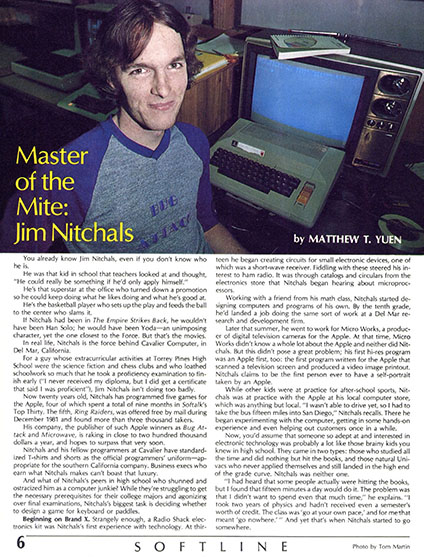 Master
of the
Mite:
Jim Nitchals
by MATTHEW T. YUEN
You already know Jim Nitchals, even if you don't know who
he is.
He was that kid in school that teachers looked at and thought,
"He could really be something if he'd only apply himself."
He's that superstar at the office who turned down a promotion
so he could keep doing what he likes doing and what he's good at.
He's the basketball player who sets up the play and feeds the ball
to the center who slams it.
If Nitchals had been in The Empire Strikes Back, he wouldn't
have been Han Solo; he would have been Yoda—an unimposing
character, yet the one closest to the Force. But that's the movies.
In real life, Nitchals is the force behind Cavalier Computer, in
Del Mar, California.
For a guy whose extracurricular activities at Torrey Pines High
School were the science fiction and chess clubs and who loathed
schoolwork so much that he took a proficiency examination to fin-
ish early ("I never received my diploma, but I did get a certificate
that said I was proficient"), Jim Nitchals isn't doing too badly.
Now twenty years old, Nitchals has programmed five games for
the Apple, four of which spent a total of nine months in Softalk's
Top Thirty. The fifth, Ring Raiders, was offered free by mail during
December 1981 and found more than three thousand takers.
His company, the publisher of such Apple winners as Bug At-
tack and Microwave, is raking in close to two hundred thousand
dollars a year, and hopes to surpass that very soon.
Nitchals and his fellow programmers at Cavalier have standard-
ized T-shirts and shorts as the official programmers' uniform—ap-
propriate for the southern California company. Business execs who
earn what Nitchals makes can't boast that luxury.
And what of Nitchals's peers in high school who shunned and
ostracized him as a computer junkie? While they're struggling to get
the necessary prerequisites for their college majors and agonizing
over final examinations, Nitchals's biggest task is deciding whether
to design a game for keyboard or paddles.
Beginning on Brand X. Strangely enough, a Radio Shack elec-
tronics kit was Nitchals's first experience with technology. At thir-
teen he began creating circuits for small electronic devices, one of
which was a short-wave receiver. Fiddling with these steered his in-
terest to ham radio. It was through catalogs and circulars from the
electronics store that Nitchals began hearing about microproc-
essors.
Working with a friend from his math class, Nitchals started de-
signing computers and programs of his own. By the tenth grade,
he'd landed a job doing the same sort of work at a Del Mar re-
search and development firm.
Later that summer, he went to work for Micro Works, a produc-
er of digital television cameras for the Apple. At that time, Micro
Works didn't know a whole lot about the Apple and neither did Nit-
chals. But this didn't pose a great problem; his first hi-res program
was an Apple first, too: the first program written for the Apple that
scanned a television screen and produced a video image printout.
Nitchals claims to be the first person ever to have a self-portrait
taken by an Apple.
While other kids were at practice for after-school sports, Nit-
chals was at practice with the Apple at his local computer store,
which was anything but local. "I wasn't able to drive yet, so I had to
take the bus fifteen miles into San Diego," Nitchals recalls. There he
began experimenting with the computer, getting in some hands-on
experience and even helping out customers once in a while.
Now, you'd assume that someone so adept at and interested in
electronic technology was probably a lot like those brainy kids you
knew in high school. They came in two types: those who studied all
the time and did nothing but hit the books, and those natural Uni-
vacs who never applied themselves and still landed in the high end
of the grade curve. Nitchals was neither one.
"I had heard that some people actually were hitting the books,
but I found that fifteen minutes a day would do it. The problem was
that I didn't want to spend even that much time," he explains. "I
took two years of physics and hadn't received even a semester's
worth of credit. The class was 'go at your own pace,' and for me that
meant 'go nowhere.'" And yet that's when Nitchals started to go
somewhere.
6
SOFTLINE
Photo by Tom Martin